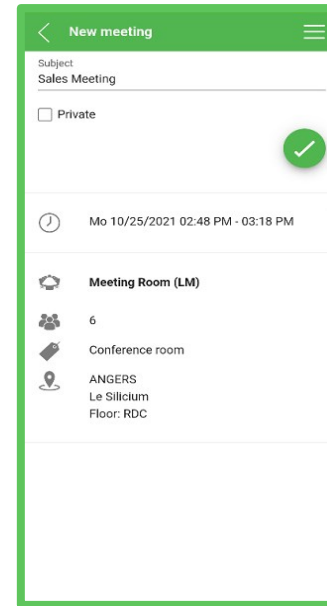 New meeting
Subject
Sales Meeting
Private
Mo 10/25/2021 02:48 PM - 03:18 PM
Meeting Room (LM)
6
Conference room
ANGERS
Le Silicium
Floor: RDC